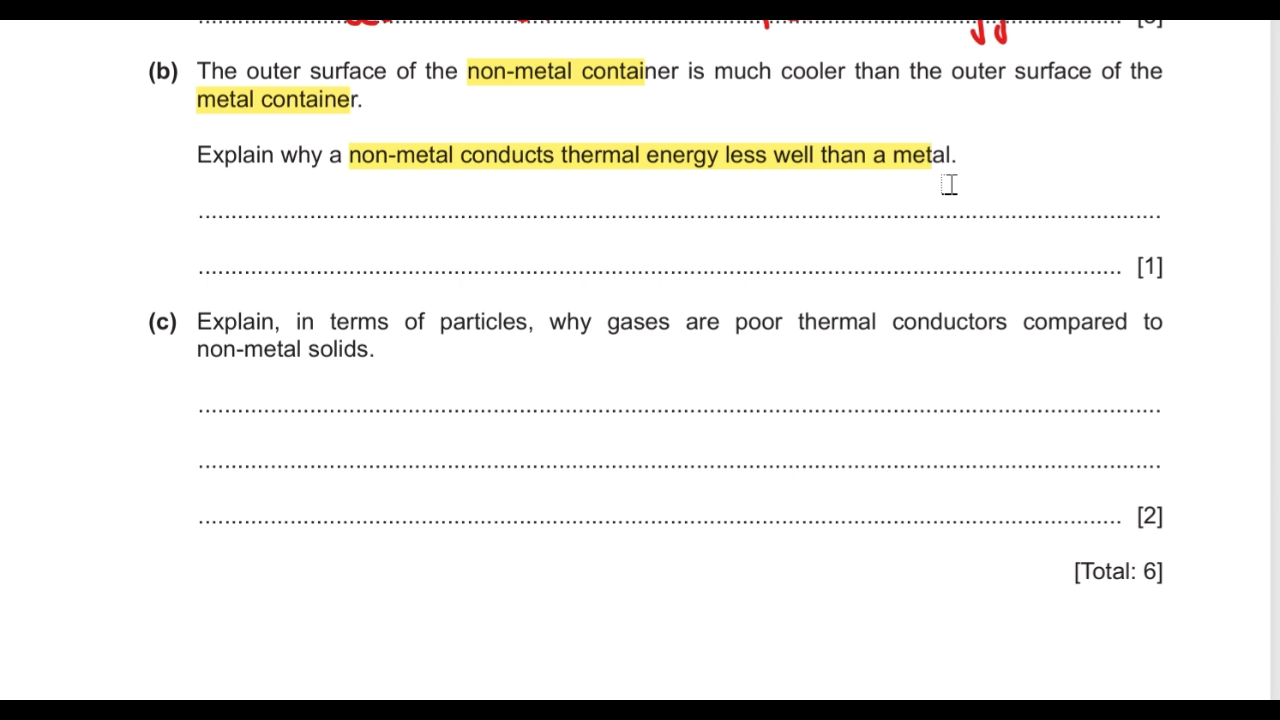 (b) The outer surface of the non-metal container is much cooler than the outer surface of the
metal container.
Explain why a non-metal conducts thermal energy less well than a metal.
.......................................................................................................................................................
................................................................................................................................................. [1]
(c) Explain, in terms of particles, why gases are poor thermal conductors compared to
non-metal solids.
.......................................................................................................................................................
.......................................................................................................................................................
................................................................................................................................................. [2]
[Total: 6]